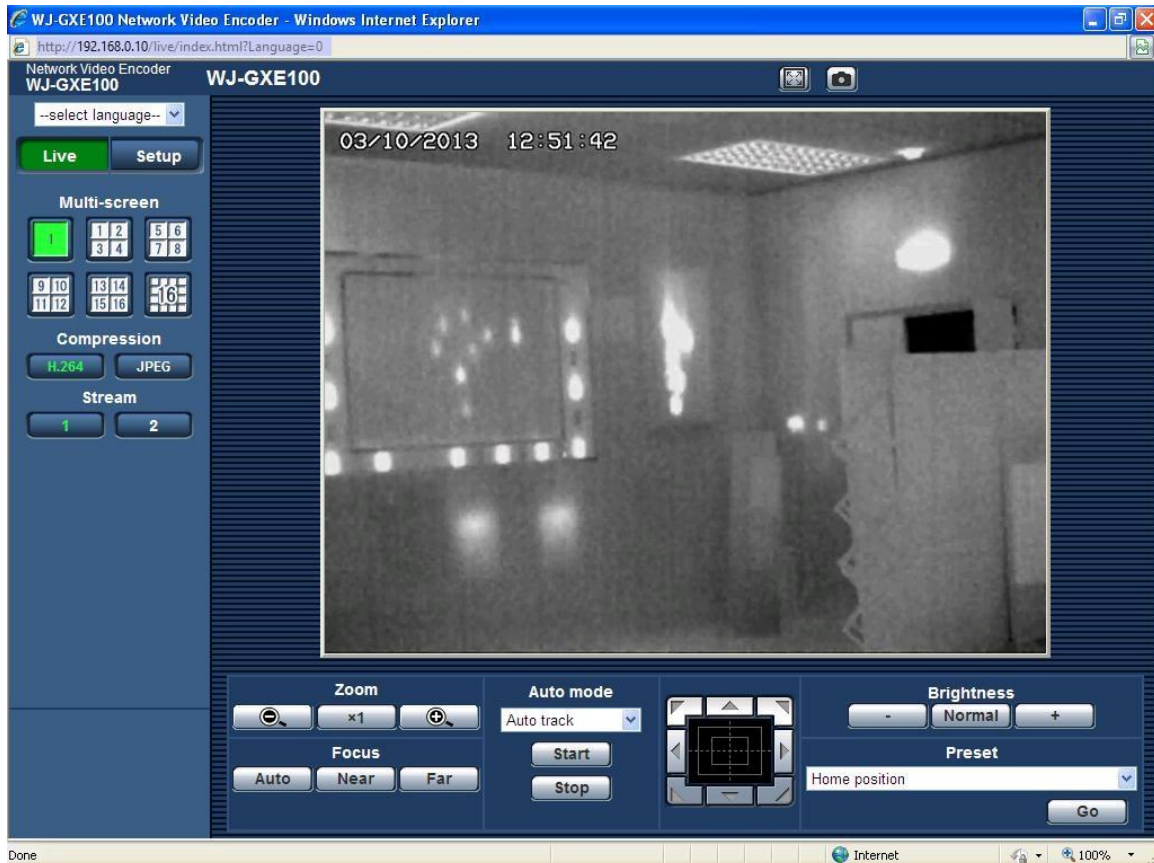 WJ-GXE100 Network Video Encoder - Windows Internet Explorer
http://192.168.0.10/live/index.html?Language=0
Network Video Encoder
WJ-GXE100
WJ-GXE100
--select language--
Live Setup
03/10/2013 12:51:42
Multi-screen
1
1 2
3 4
5 6
7 8
9 10
11 12
13 14
15 16
16
Compression
H.264 JPEG
Stream
1 2
Zoom
×1
Focus
Auto Near Far
Auto mode
Auto track
Start
Stop
Brightness
- Normal +
Preset
Home position
Go
Done
Internet
100%